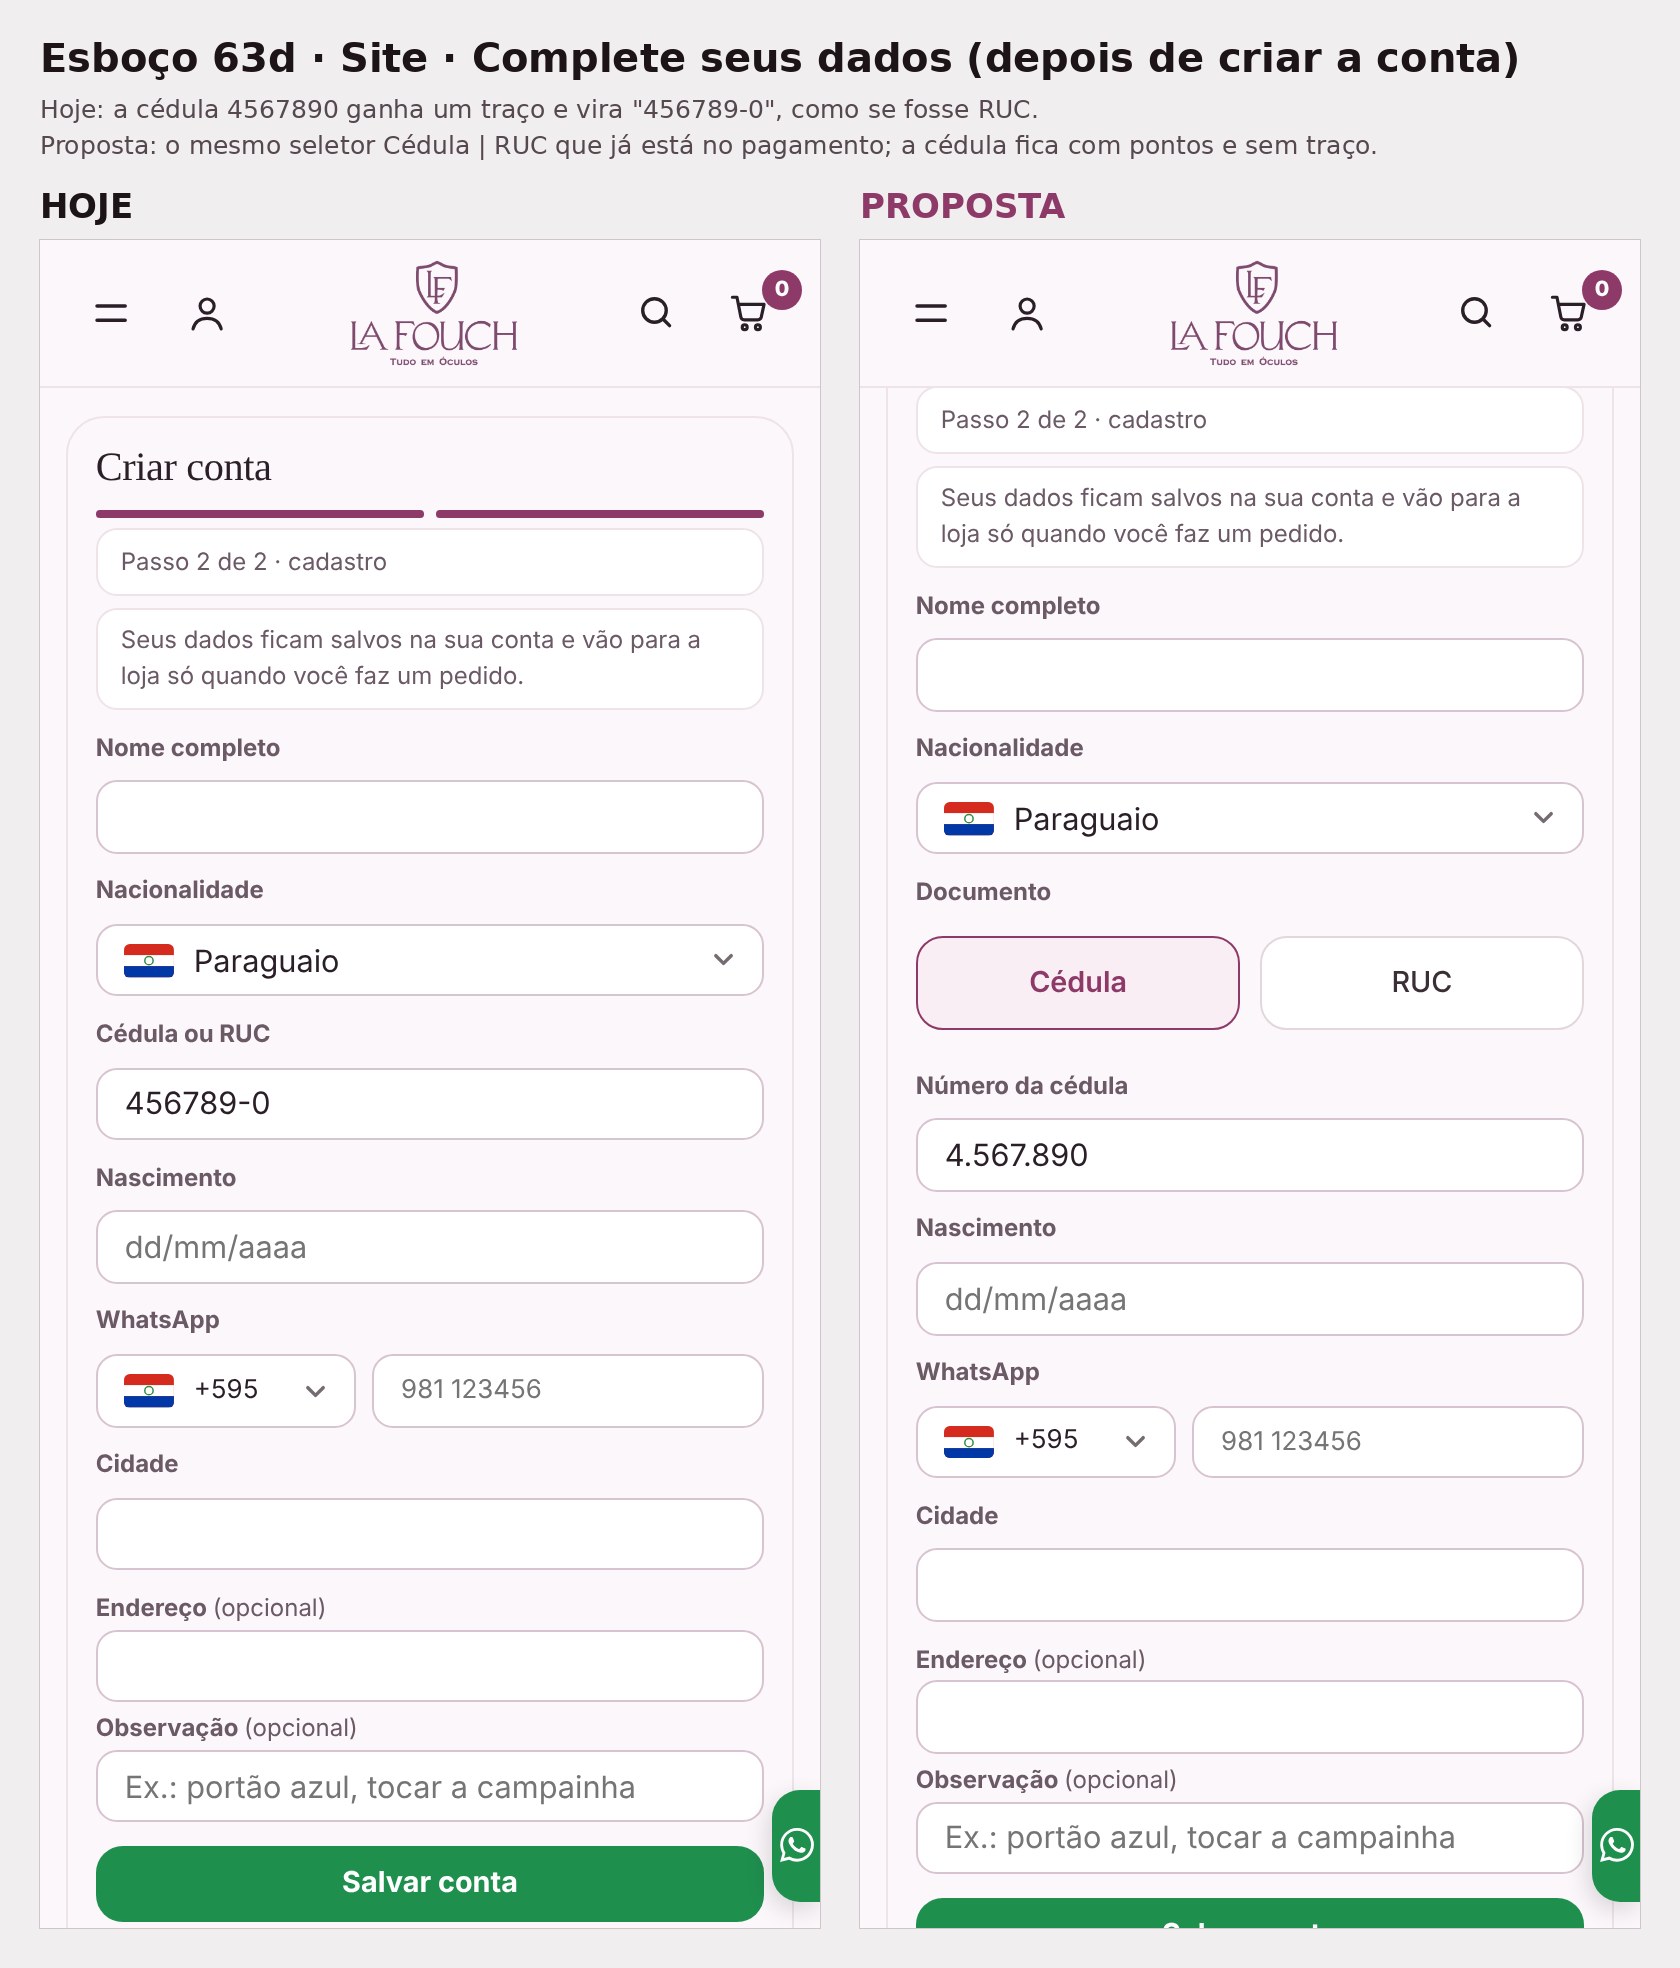 Esboço 63d · Site · Complete seus dados (depois de criar a conta)
Hoje: a cédula 4567890 ganha um traço e vira "456789-0", como se fosse RUC.
Proposta: o mesmo seletor Cédula | RUC que já está no pagamento; a cédula fica com pontos e sem traço.
HOJE
LF
LA FOUCH
TUDO EM ÓCULOS
0
Criar conta
Passo 2 de 2 · cadastro
Seus dados ficam salvos na sua conta e vão para a
loja só quando você faz um pedido.
Nome completo
Nacionalidade
Paraguaio
Cédula ou RUC
456789-0
Nascimento
dd/mm/aaaa
WhatsApp
+595
981 123456
Cidade
Endereço (opcional)
Observação (opcional)
Ex.: portão azul, tocar a campainha
Salvar conta
PROPOSTA
LF
LA FOUCH
TUDO EM ÓCULOS
0
Passo 2 de 2 · cadastro
Seus dados ficam salvos na sua conta e vão para a
loja só quando você faz um pedido.
Nome completo
Nacionalidade
Paraguaio
Documento
Cédula
RUC
Número da cédula
4.567.890
Nascimento
dd/mm/aaaa
WhatsApp
+595
981 123456
Cidade
Endereço (opcional)
Observação (opcional)
Ex.: portão azul, tocar a campainha